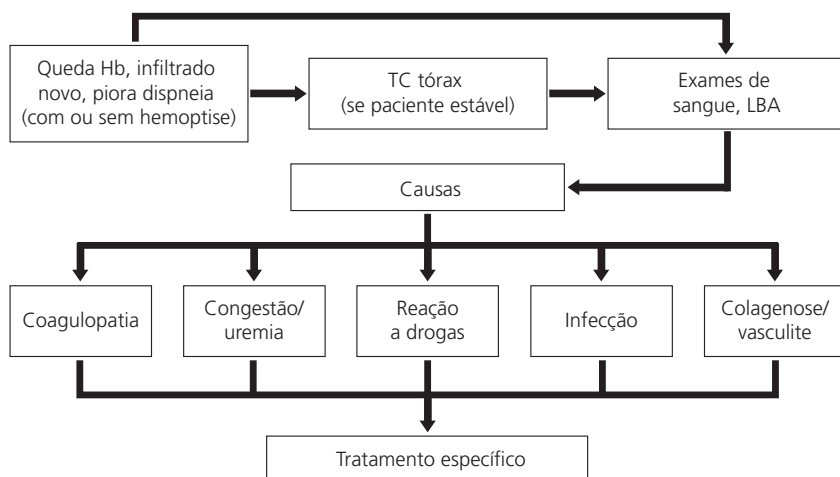 Queda Hb, infiltrado
novo, piora dispneia
(com ou sem hemoptise)
TC tórax
(se paciente estável)
Exames de
sangue, LBA
Causas
Coagulopatia
Congestão/
uremia
Reação
a drogas
Infecção
Colagenose/
vasculite
Tratamento específico